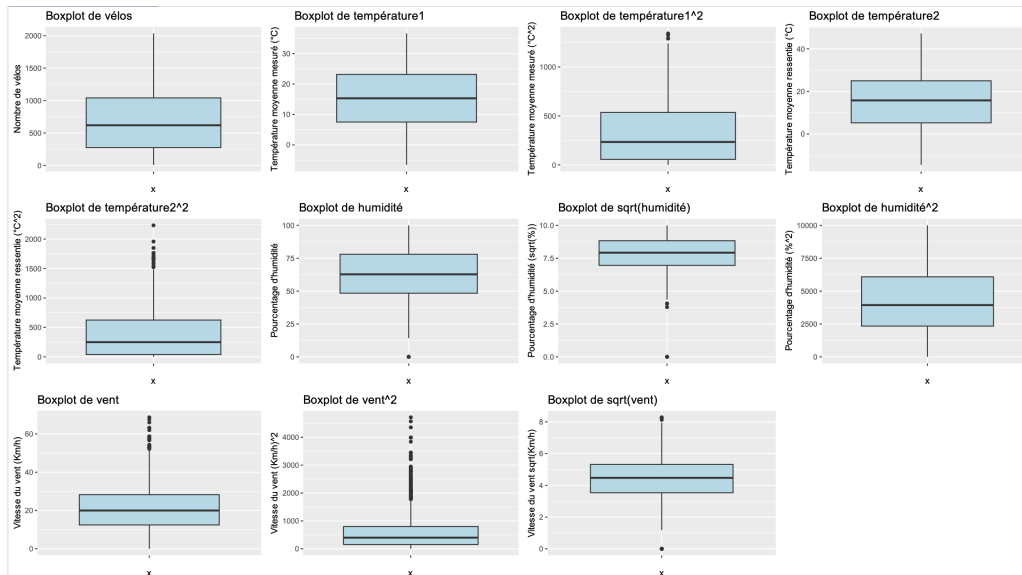 Boxplot de vélos
Nombre de vélos
2000
1500
1000
500
0
x
Boxplot de température1
Température moyenne mesuré (°C)
30
20
10
0
x
Boxplot de température1^2
Température moyenne mesuré (°C^2)
1000
500
0
x
Boxplot de température2
Température moyenne ressentie (°C)
40
20
0
x
Boxplot de température2^2
Température moyenne ressentie (°C^2)
2000
1500
1000
500
0
x
Boxplot de humidité
Pourcentage d'humidité
100
75
50
25
0
x
Boxplot de sqrt(humidité)
Pourcentage d'humidité (sqrt(%))
10.0
7.5
5.0
2.5
0.0
x
Boxplot de humidité^2
Pourcentage d'humidité (%^2)
10000
7500
5000
2500
0
x
Boxplot de vent
Vitesse du vent (Km/h)
60
40
20
0
x
Boxplot de vent^2
Vitesse du vent (Km/h)^2
4000
3000
2000
1000
0
x
Boxplot de sqrt(vent)
Vitesse du vent sqrt(Km/h)
8
6
4
2
0
x